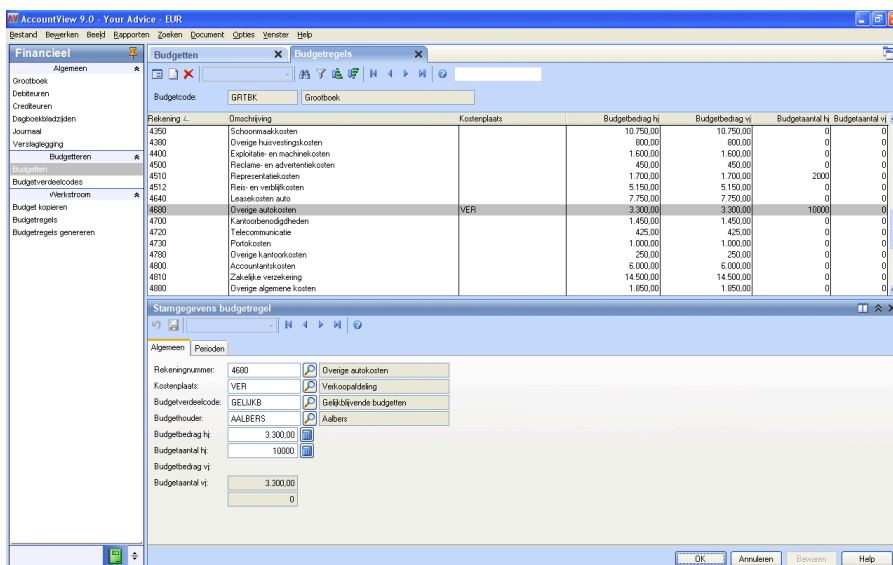 AccountView 9.0 - Your Advice - EUR
Bestand Bewerken Beeld Rapporten Zoeken Document Opties Venster Help
Financieel
Algemeen
Grootboek
Debiteuren
Crediteuren
Dagboekbladzijden
Journaal
Verslaglegging
Budgetteren
Budgetten
Budgetverdeelcodes
Werkstroom
Budget kopieren
Budgetregels
Budgetregels genereren
Budgetten Budgetregels
Budgetcode: GRTBK Grootboek
Rekening Omschrijving Kostenplaats Budgetbedrag hj Budgetbedrag vj Budgetaantal hj Budgetaantal vj
4350 Schoonmaakkosten 10.750,00 10.750,00 0 0
4380 Overige huisvestingskosten 800,00 800,00 0 0
4400 Exploitatie- en machinekosten 1.600,00 1.600,00 0 0
4500 Reclame- en advertentiekosten 450,00 450,00 0 0
4510 Representatiekosten 1.700,00 1.700,00 2000 0
4512 Reis- en verblijfkosten 5.150,00 5.150,00 0 0
4640 Leasekosten auto 7.750,00 7.750,00 0 0
4680 Overige autokosten VER 3.300,00 3.300,00 10000 0
4700 Kantoorbenodigdheden 1.450,00 1.450,00 0 0
4720 Telecommunicatie 425,00 425,00 0 0
4730 Portokosten 1.000,00 1.000,00 0 0
4780 Overige kantoorkosten 250,00 250,00 0 0
4800 Accountantskosten 6.000,00 6.000,00 0 0
4810 Zakelijke verzekering 14.500,00 14.500,00 0 0
4880 Overige algemene kosten 1.850,00 1.850,00 0 0
Stamgegevens budgetregel
Algemeen Perioden
Rekeningnummer: 4680 Overige autokosten
Kostenplaats: VER Verkoopafdeling
Budgetverdeelcode: GELIJKB Gelijkblijvende budgetten
Budgethouder: AALBERS Aalbers
Budgetbedrag hj: 3.300,00
Budgetaantal hj: 10000
Budgetbedrag vj:
Budgetaantal vj: 3.300,00
0
OK Annuleren Bewaren Help